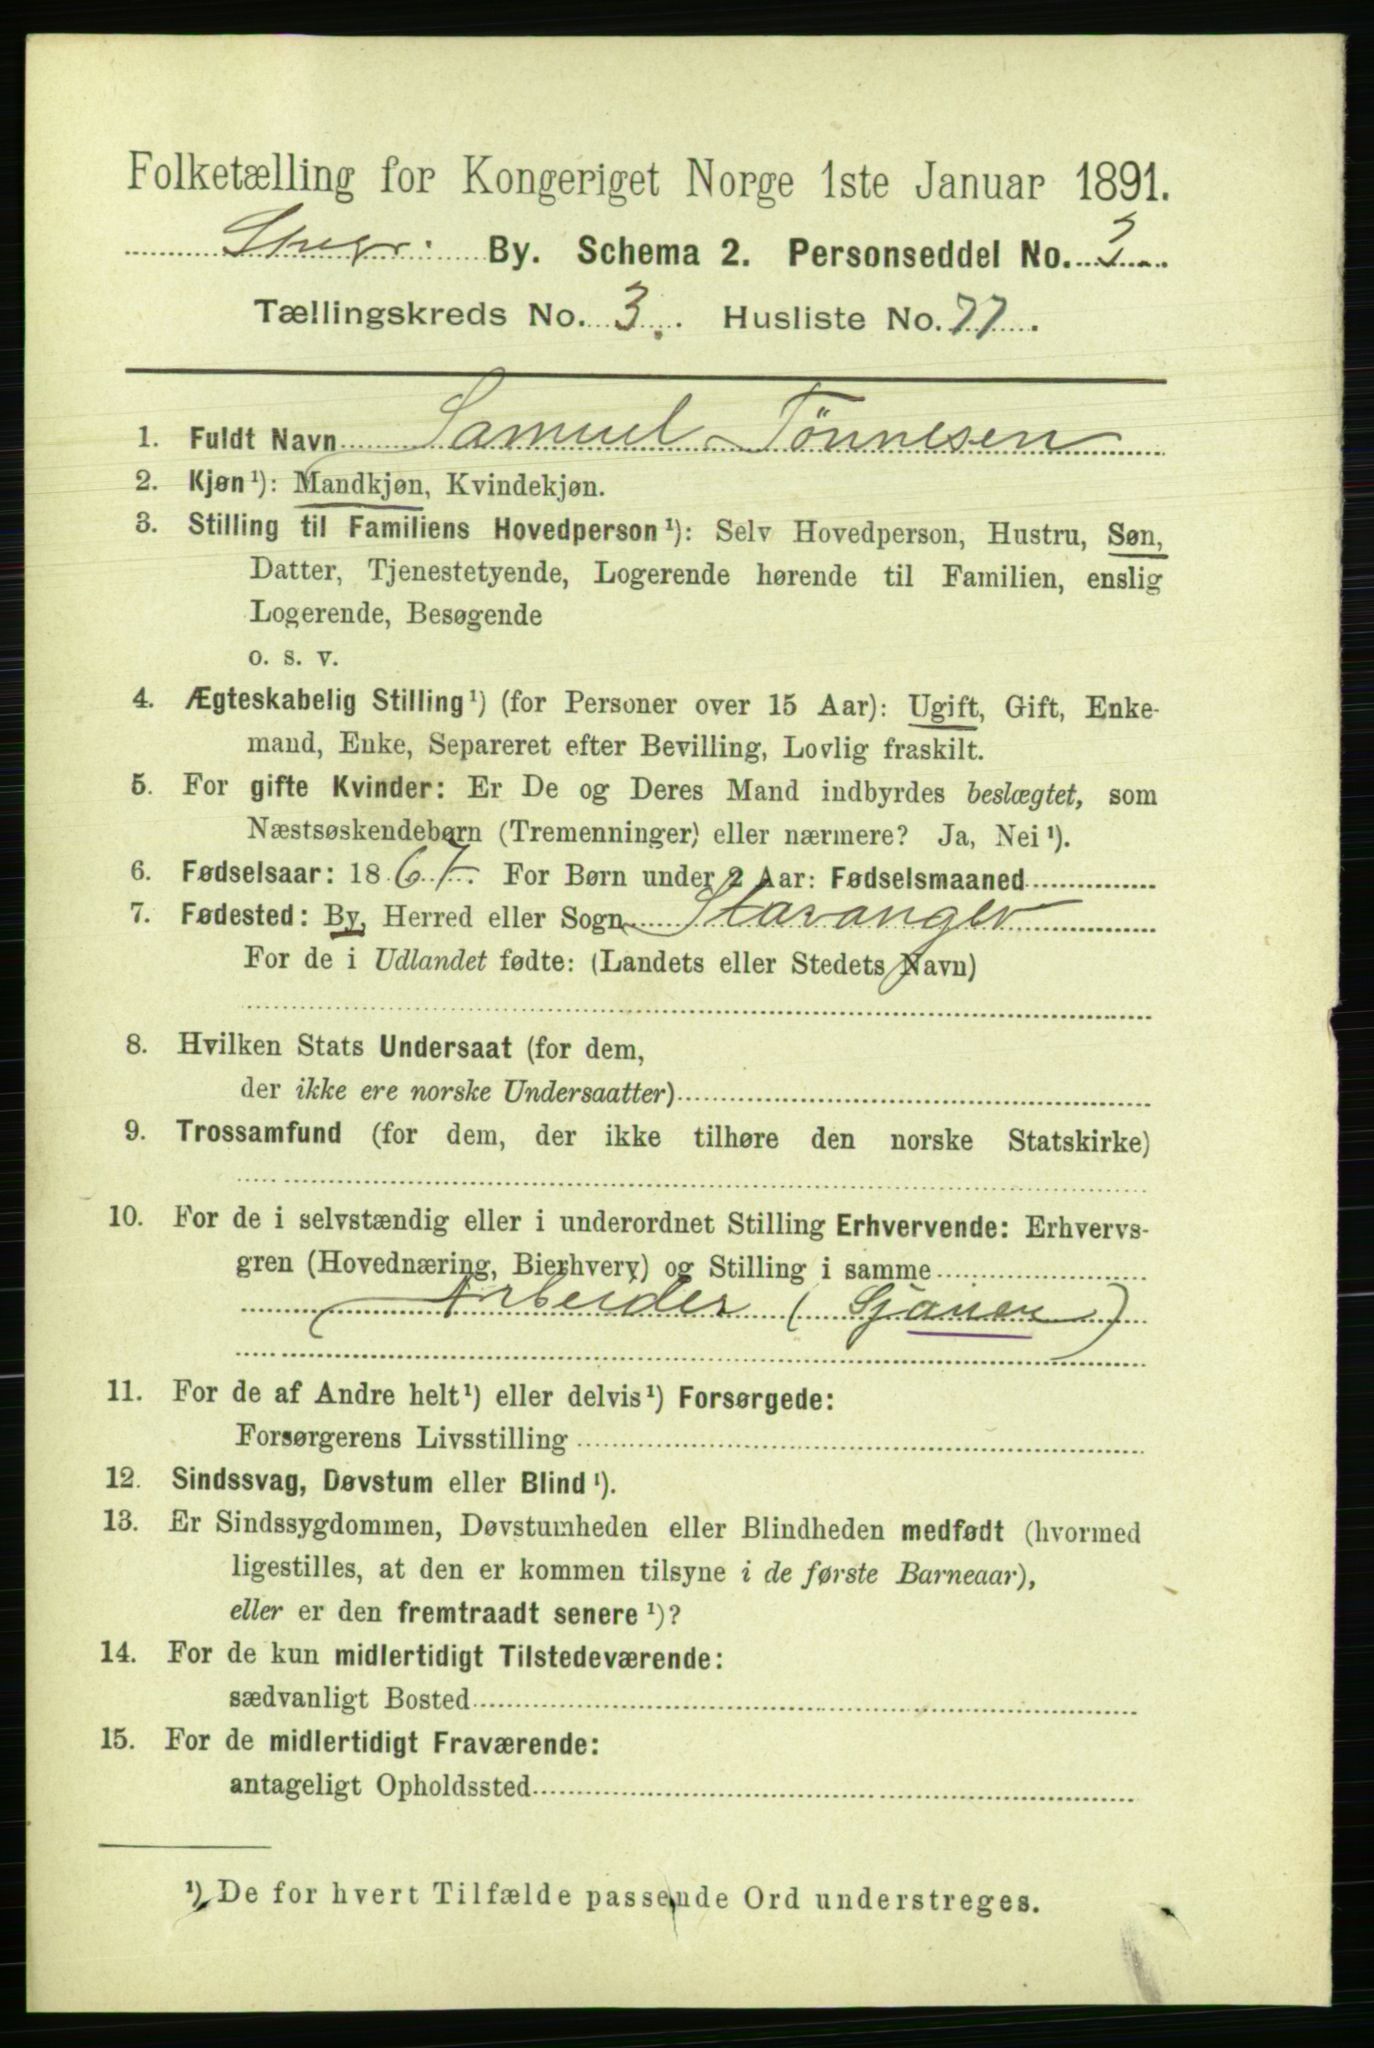 Folketælling for Kongeriget Norge 1ste Januar 1891.
By. Schema 2. Personseddel No. 3
Tællingskreds No. 3. Husliste No. 77.
1. Fuldt Navn Samuel Tönnesen
2. Kjøn¹): Mandkjøn, Kvindekjøn.
3. Stilling til Familiens Hovedperson¹): Selv Hovedperson, Hustru, Søn,
Datter, Tjenestetyende, Logerende hørende til Familien, enslig
Logerende, Besøgende
o. s. v.
4. Ægteskabelig Stilling¹) (for Personer over 15 Aar): Ugift, Gift, Enke-
mand, Enke, Separeret efter Bevilling, Lovlig fraskilt.
5. For gifte Kvinder: Er De og Deres Mand indbyrdes beslægtet, som
Næstsøskendebørn (Tremenninger) eller nærmere? Ja, Nei¹).
6. Fødselsaar: 1867. For Børn under 2 Aar: Fødselsmaaned
7. Fødested: By, Herred eller Sogn Stavanger
For de i Udlandet fødte: (Landets eller Stedets Navn)
8. Hvilken Stats Undersaat (for dem,
der ikke ere norske Undersaatter)
9. Trossamfund (for dem, der ikke tilhøre den norske Statskirke)
10. For de i selvstændig eller i underordnet Stilling Erhvervende: Erhvervs-
gren (Hovednæring, Bierhverv) og Stilling i samme
Arbeider (Sjauer)
11. For de af Andre helt¹) eller delvis¹) Forsørgede:
Forsørgerens Livsstilling
12. Sindssvag, Døvstum eller Blind¹).
13. Er Sindssygdommen, Døvstumheden eller Blindheden medfødt (hvormed
ligestilles, at den er kommen tilsyne i de første Barneaar),
eller er den fremtraadt senere¹)?
14. For de kun midlertidigt Tilstedeværende:
sædvanligt Bosted
15. For de midlertidigt Fraværende:
antageligt Opholdssted
¹) De for hvert Tilfælde passende Ord understreges.